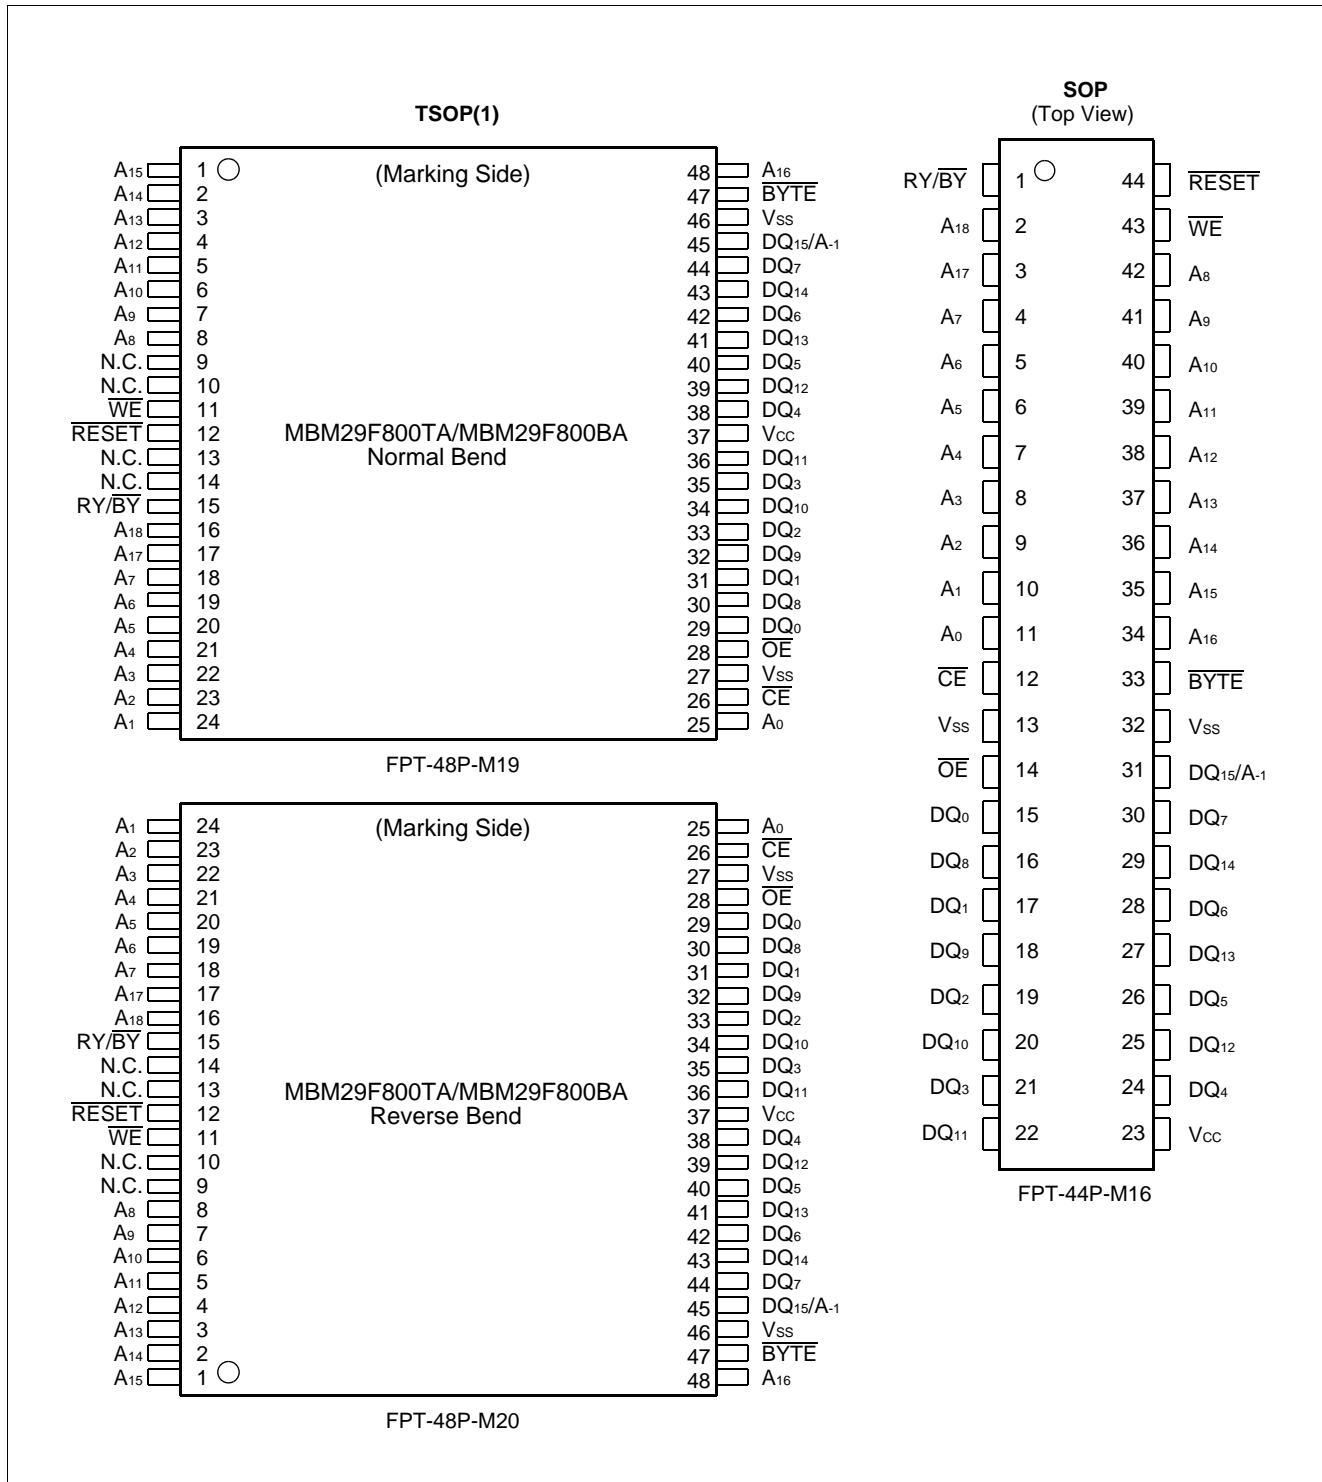 TSOP(1)
(Marking Side)
A15 1 48 A16
A14 2 47 BYTE
A13 3 46 VSS
A12 4 45 DQ15/A-1
A11 5 44 DQ7
A10 6 43 DQ14
A9 7 42 DQ6
A8 8 41 DQ13
N.C. 9 40 DQ5
N.C. 10 39 DQ12
WE 11 38 DQ4
RESET 12 MBM29F800TA/MBM29F800BA 37 VCC
N.C. 13 Normal Bend 36 DQ11
N.C. 14 35 DQ3
RY/BY 15 34 DQ10
A18 16 33 DQ2
A17 17 32 DQ9
A7 18 31 DQ1
A6 19 30 DQ8
A5 20 29 DQ0
A4 21 28 OE
A3 22 27 VSS
A2 23 26 CE
A1 24 25 A0
FPT-48P-M19
(Marking Side)
A1 24 25 A0
A2 23 26 CE
A3 22 27 VSS
A4 21 28 OE
A5 20 29 DQ0
A6 19 30 DQ8
A7 18 31 DQ1
A17 17 32 DQ9
A18 16 33 DQ2
RY/BY 15 34 DQ10
N.C. 14 35 DQ3
N.C. 13 MBM29F800TA/MBM29F800BA 36 DQ11
RESET 12 Reverse Bend 37 VCC
WE 11 38 DQ4
N.C. 10 39 DQ12
N.C. 9 40 DQ5
A8 8 41 DQ13
A9 7 42 DQ6
A10 6 43 DQ14
A11 5 44 DQ7
A12 4 45 DQ15/A-1
A13 3 46 VSS
A14 2 47 BYTE
A15 1 48 A16
FPT-48P-M20
SOP
(Top View)
RY/BY 1 44 RESET
A18 2 43 WE
A17 3 42 A8
A7 4 41 A9
A6 5 40 A10
A5 6 39 A11
A4 7 38 A12
A3 8 37 A13
A2 9 36 A14
A1 10 35 A15
A0 11 34 A16
CE 12 33 BYTE
VSS 13 32 VSS
OE 14 31 DQ15/A-1
DQ0 15 30 DQ7
DQ8 16 29 DQ14
DQ1 17 28 DQ6
DQ9 18 27 DQ13
DQ2 19 26 DQ5
DQ10 20 25 DQ12
DQ3 21 24 DQ4
DQ11 22 23 VCC
FPT-44P-M16